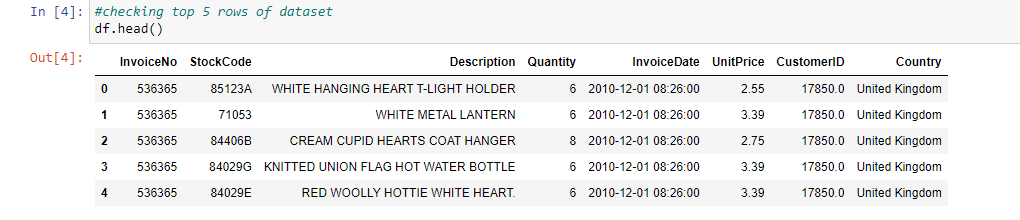 In [4]: #checking top 5 rows of dataset
df.head()
Out[4]:
InvoiceNo StockCode Description Quantity InvoiceDate UnitPrice CustomerID Country
0 536365 85123A WHITE HANGING HEART T-LIGHT HOLDER 6 2010-12-01 08:26:00 2.55 17850.0 United Kingdom
1 536365 71053 WHITE METAL LANTERN 6 2010-12-01 08:26:00 3.39 17850.0 United Kingdom
2 536365 84406B CREAM CUPID HEARTS COAT HANGER 8 2010-12-01 08:26:00 2.75 17850.0 United Kingdom
3 536365 84029G KNITTED UNION FLAG HOT WATER BOTTLE 6 2010-12-01 08:26:00 3.39 17850.0 United Kingdom
4 536365 84029E RED WOOLLY HOTTIE WHITE HEART. 6 2010-12-01 08:26:00 3.39 17850.0 United Kingdom